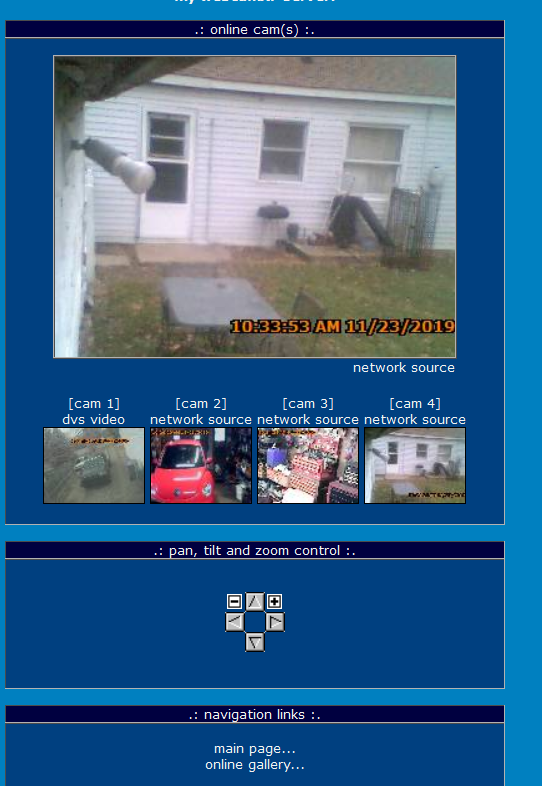 .: online cam(s) :.
10:33:53 AM 11/23/2019
network source
[cam 1] [cam 2] [cam 3] [cam 4]
dvs video network source network source network source
.: pan, tilt and zoom control :.
.: navigation links :.
main page...
online gallery...